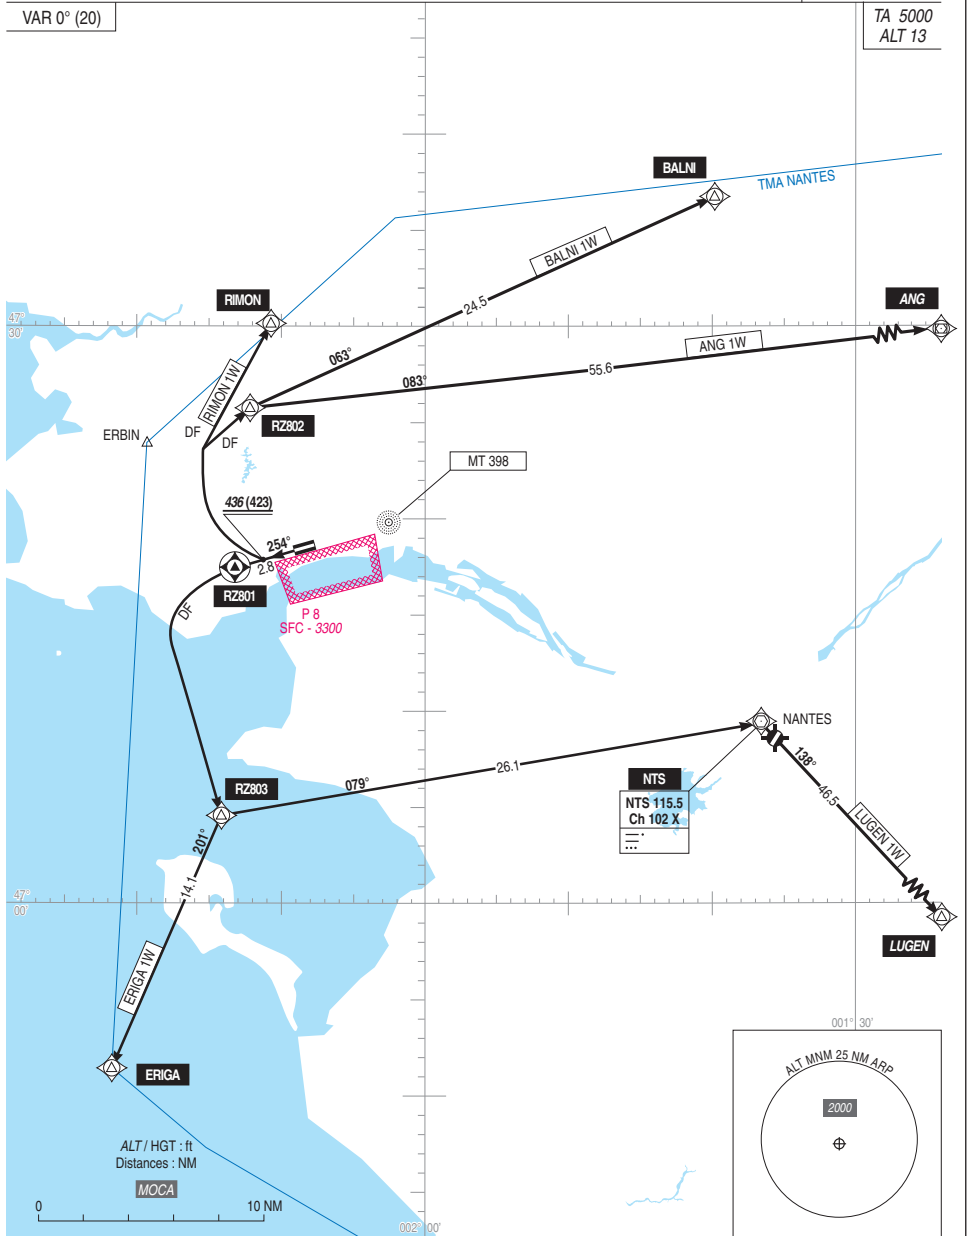 VAR 0° (20)
TA 5000
ALT 13
BALNI
TMA NANTES
BALNI 1W
RIMON
ANG
24.5
47°
30'
063°
ANG 1W
55.6
083°
RIMON 1W
RZ802
ERBIN
DF
DF
MT 398
436 (423)
254°
2.8
RZ801
P 8
SFC - 3300
DF
NANTES
138°
26.1
NTS
RZ803
079°
46.5
NTS 115.5
Ch 102 X
201°
LUGEN 1W
14.1
47°
00'
LUGEN
ERIGA 1W
001° 30'
ALT MNM 25 NM ARP
ERIGA
2000
ALT / HGT : ft
Distances : NM
MOCA
0
10 NM
002° 00'